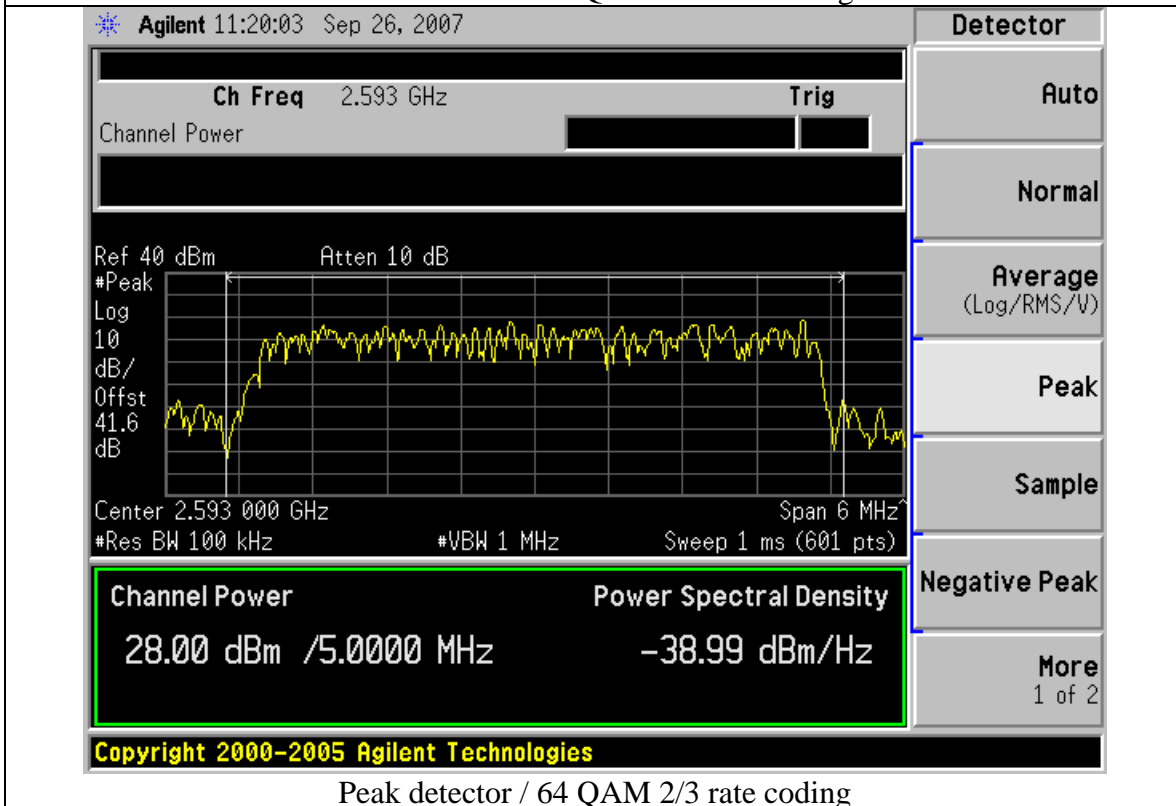 Agilent 11:20:03 Sep 26, 2007
Detector
Ch Freq 2.593 GHz Trig
Channel Power
Auto
Normal
Ref 40 dBm Atten 10 dB
#Peak
Log
10
dB/
Offst
41.6
dB
Average
(Log/RMS/V)
Peak
Sample
Center 2.593 000 GHz Span 6 MHz^
#Res BW 100 kHz #VBW 1 MHz Sweep 1 ms (601 pts)
Channel Power Power Spectral Density
28.00 dBm /5.0000 MHz -38.99 dBm/Hz
Negative Peak
More
1 of 2
Copyright 2000-2005 Agilent Technologies
Peak detector / 64 QAM 2/3 rate coding